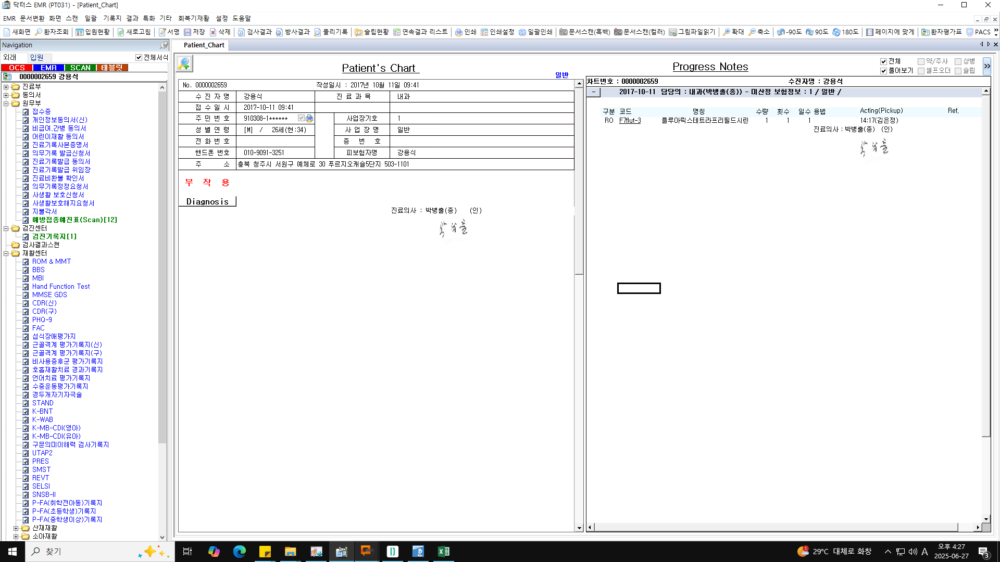 닥터스 EMR (PT031) - [Patient_Chart]
EMR 문서변환 화면 스캔 일괄 기록지 결과 특화 기타 회복기재활 설정 도움말
새화면 환자조회 입원현황 새로고침 서명 저장 삭제 검사결과 방사결과 물리기록 슬립현황 연속결과 리스트 인쇄 인쇄설정 일괄인쇄 문서스캔(흑백) 문서스캔(컬러) 그림파일읽기 확대 축소 -90도 90도 180도 페이지에 맞게 환자평가표 PACS
Navigation
외래 입원 전체서식
OCS | EMR | SCAN | 태블릿
0000002659 강용식
진료부
동의서
원무부
접수증
개인정보동의서(신)
비급여,간병 동의서
어린이재활 동의서
진료기록사본증명서
의무기록 발급신청서
진료기록발급 동의서
진료기록발급 위임장
진료비환불 확인서
의무기록정정요청서
사생활 보호신청서
사생활보호해지요청서
지불각서
예방접종예진표(Scan)[12]
검진센터
검진기록지[1]
검사결과스캔
재활센터
ROM & MMT
BBS
MBI
Hand Function Test
MMSE GDS
CDR(신)
CDR(구)
PHQ-9
FAC
섭식장애평가지
근골격계 평가기록지(신)
근골격계 평가기록지(구)
비사용증후군 평가기록지
호흡재활치료 경과기록지
언어치료 평가기록지
수중운동평가기록지
경두개자기자극술
STAND
K-BNT
K-WAB
K-MB-CDI(영아)
K-MB-CDI(유아)
구문의미이해력 검사기록지
UTAP2
PRES
SMST
REVT
SELSI
SNSB-II
P-FA(취학전아동)기록지
P-FA(초등학생)기록지
P-FA(중학생이상)기록지
산재재활
소아재활
Patient_Chart
Patient's Chart
일반
No. 0000002659 작성일시 : 2017년 10월 11일 09:41
수 진 자 명 강용식 진 료 과 목 내과
접 수 일 시 2017-10-11 09:41
주 민 번 호 910308-1****** 사업장기호 1
성 별 연 령 [M] / 26세(현:34) 사 업 장 명 일반
전 화 번 호 증 번 호
핸드폰 번호 010-9091-3251 피보험자명 강용식
주 소 충북 청주시 서원구 예체로 30 푸르지오캐슬5단지 503-1101
부 작 용
Diagnosis
진료의사 : 박병출(종) (인)
박병출
Progress Notes
전체 약/주사 상병
풀어보기 셀프오더 슬립
차트번호 : 0000002659 수진자명 : 강용식
2017-10-11 담당의 : 내과(박병출(종)) - 미산정 보험정보 : 1 / 일반 /
구분 코드 명칭 수량 횟수 일수 용법 Acting(Pickup) Ref.
RO F7flut-3 플루아릭스테트라프리필드시린 1 1 1 14:17(김은정)
진료의사 : 박병출(종) (인)
박병출
찾기
29°C 대체로 화창
A
오후 4:27
2025-06-27
3